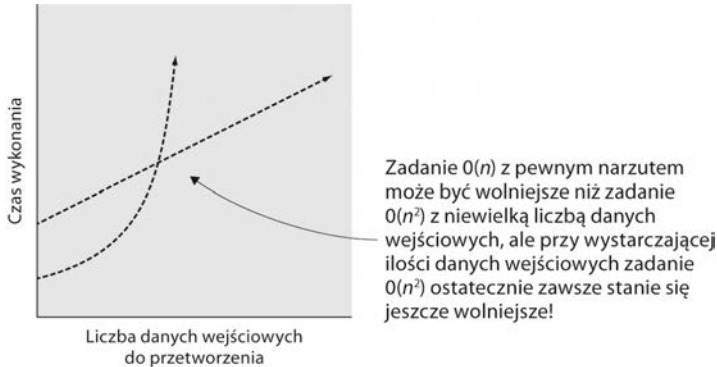 Czas wykonania
Zadanie 0(n) z pewnym narzutem
może być wolniejsze niż zadanie
0(n²) z niewielką liczbą danych
wejściowych, ale przy wystarczającej
ilości danych wejściowych zadanie
0(n²) ostatecznie zawsze stanie się
jeszcze wolniejsze!
Liczba danych wejściowych
do przetworzenia